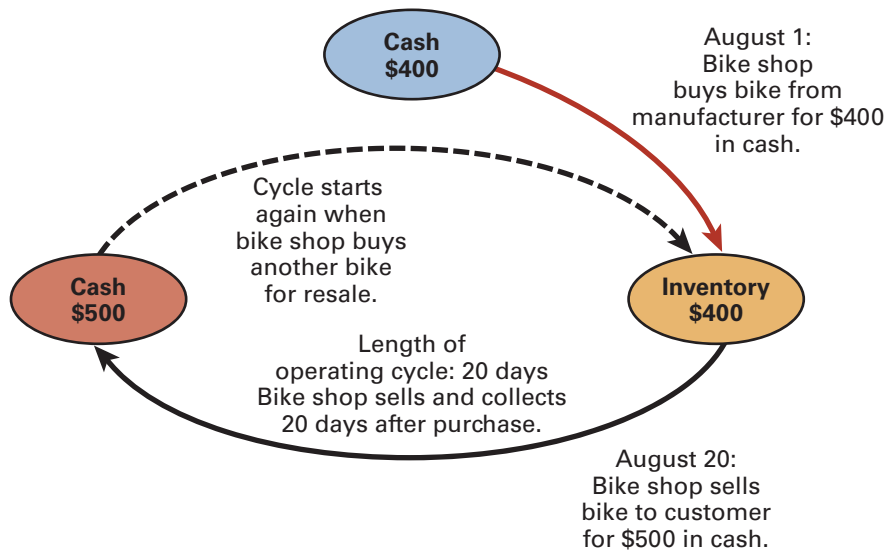 Cash
$400
August 1:
Bike shop
buys bike from
manufacturer for $400
in cash.
Cycle starts
again when
bike shop buys
another bike
for resale.
Cash
$500
Inventory
$400
Length of
operating cycle: 20 days
Bike shop sells and collects
20 days after purchase.
August 20:
Bike shop sells
bike to customer
for $500 in cash.